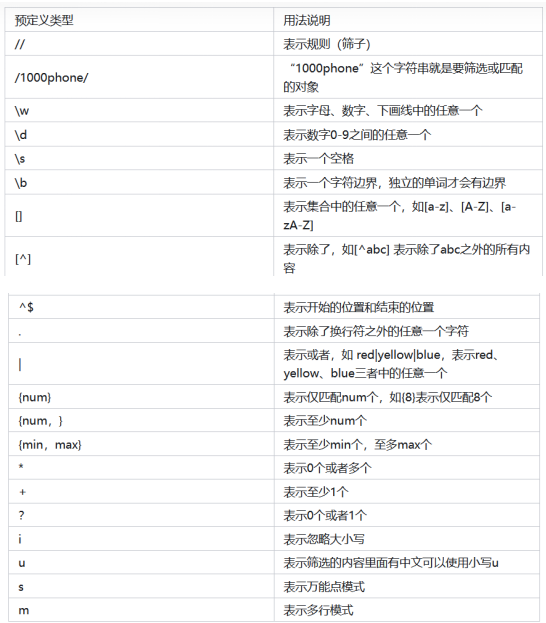 预定义类型 用法说明
// 表示规则（筛子）
/1000phone/ “1000phone”这个字符串就是要筛选或匹配
的对象
\w 表示字母、数字、下画线中的任意一个
\d 表示数字0-9之间的任意一个
\s 表示一个空格
\b 表示一个字符边界，独立的单词才会有边界
[] 表示集合中的任意一个，如[a-z]、[A-Z]、[a-
zA-Z]
[^] 表示除了，如[^abc] 表示除了abc之外的所有内
容
^$ 表示开始的位置和结束的位置
. 表示除了换行符之外的任意一个字符
| 表示或者，如 red|yellow|blue，表示red、
yellow、blue三者中的任意一个
{num} 表示仅匹配num个，如{8}表示仅匹配8个
{num，} 表示至少num个
{min，max} 表示至少min个，至多max个
* 表示0个或者多个
+ 表示至少1个
? 表示0个或者1个
i 表示忽略大小写
u 表示筛选的内容里面有中文可以使用小写u
s 表示万能点模式
m 表示多行模式